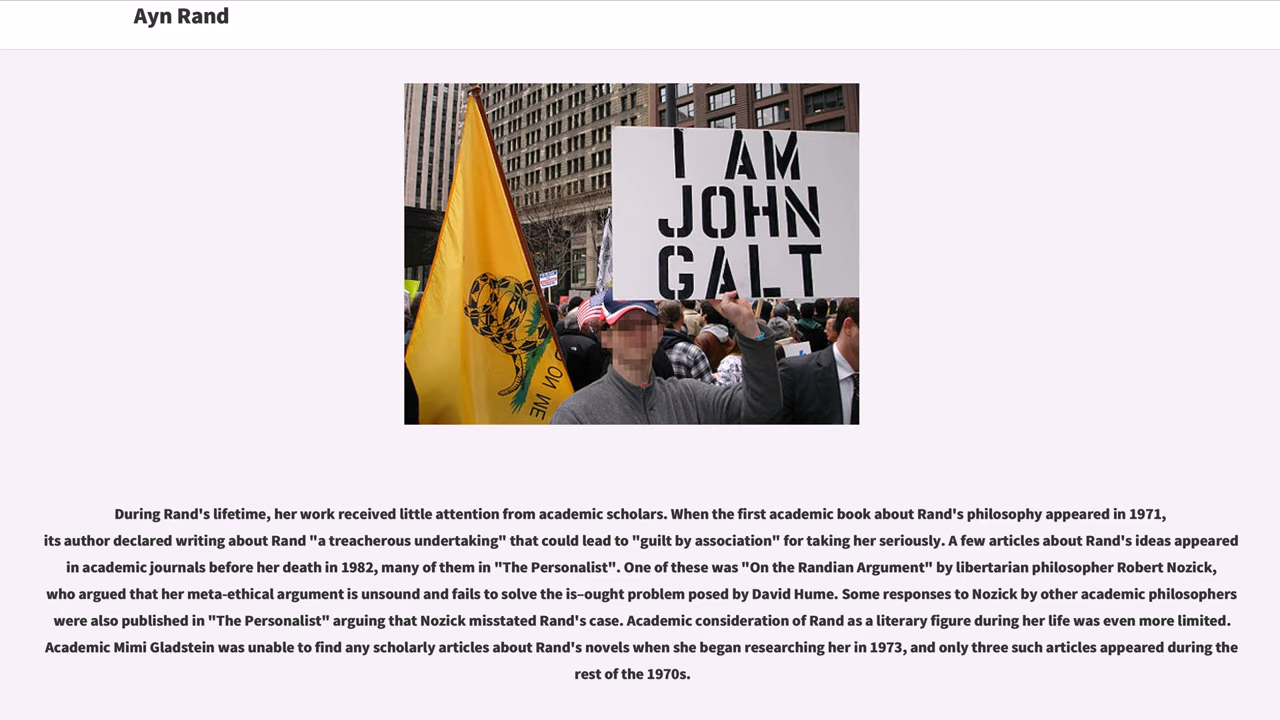 Ayn Rand
I AM
JOHN
GALT
ON ME
During Rand's lifetime, her work received little attention from academic scholars. When the first academic book about Rand's philosophy appeared in 1971,
its author declared writing about Rand "a treacherous undertaking" that could lead to "guilt by association" for taking her seriously. A few articles about Rand's ideas appeared
in academic journals before her death in 1982, many of them in "The Personalist". One of these was "On the Randian Argument" by libertarian philosopher Robert Nozick,
who argued that her meta-ethical argument is unsound and fails to solve the is–ought problem posed by David Hume. Some responses to Nozick by other academic philosophers
were also published in "The Personalist" arguing that Nozick misstated Rand's case. Academic consideration of Rand as a literary figure during her life was even more limited.
Academic Mimi Gladstein was unable to find any scholarly articles about Rand's novels when she began researching her in 1973, and only three such articles appeared during the
rest of the 1970s.